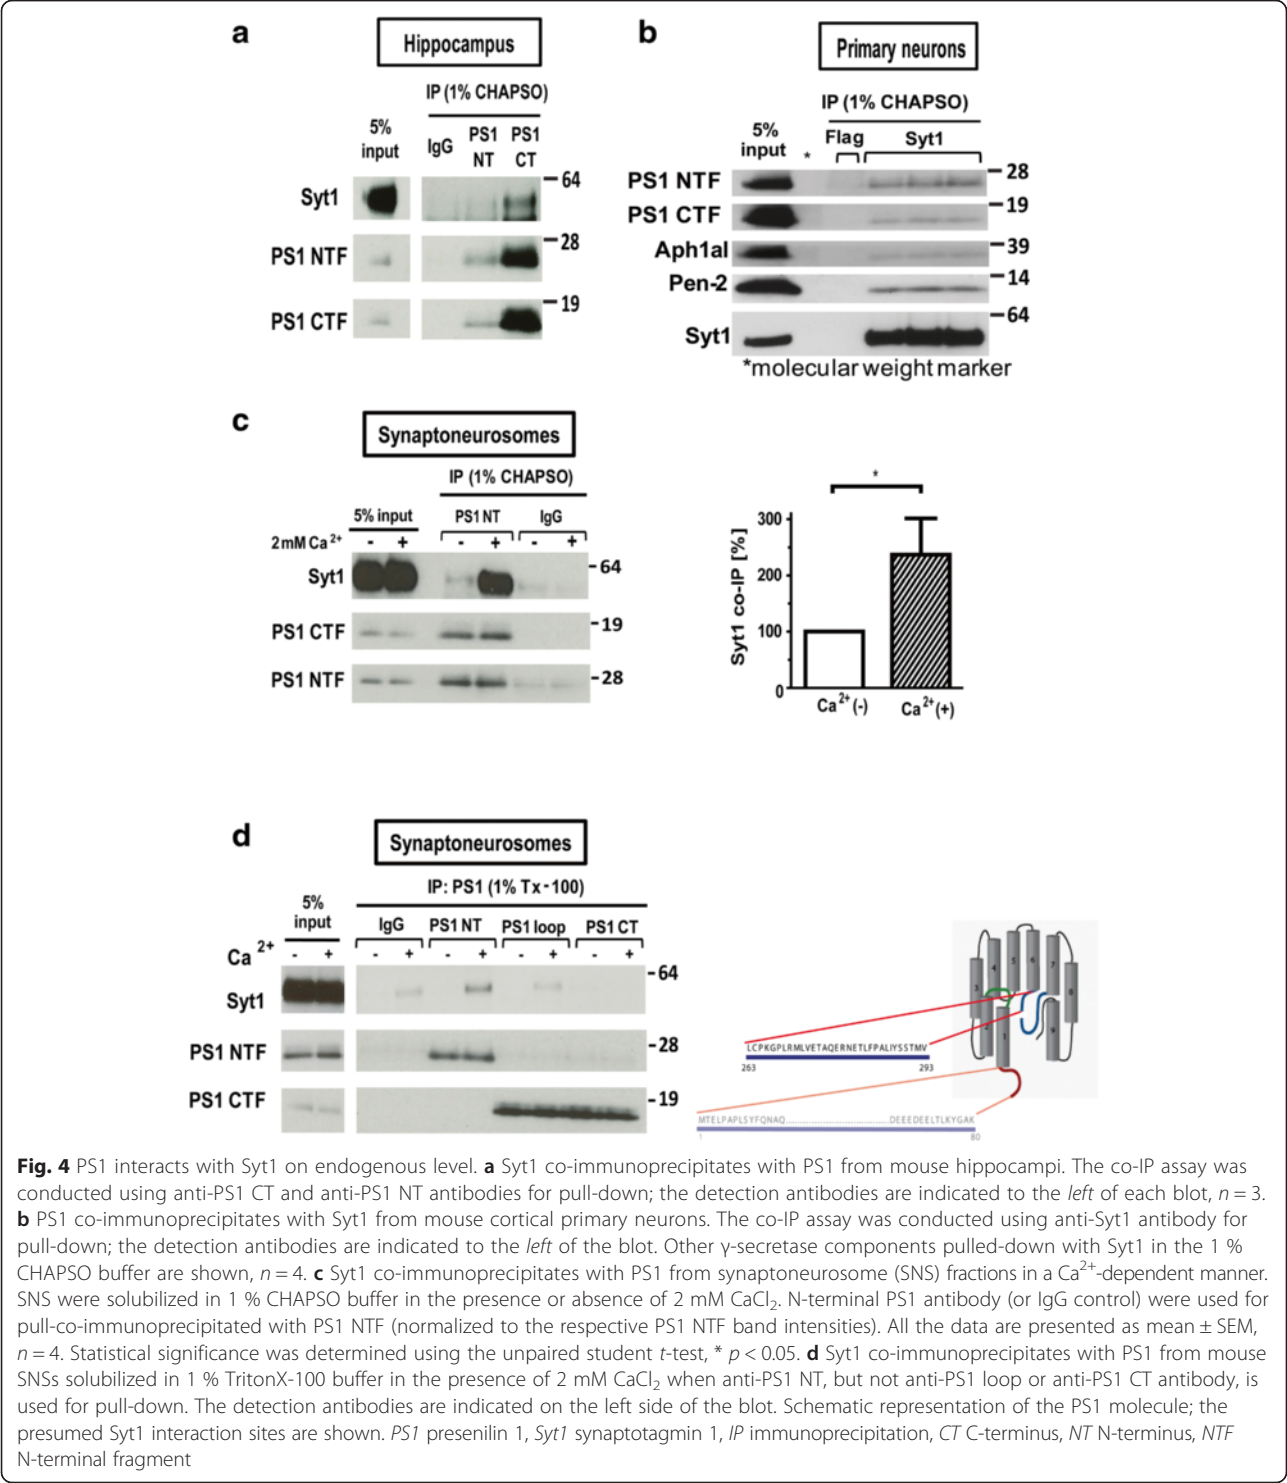 a
Hippocampus
IP (1% CHAPSO)
5%
input
IgG
PS1
NT
PS1
CT
Syt1
64
PS1 NTF
28
PS1 CTF
19
b
Primary neurons
IP (1% CHAPSO)
5%
input
*
Flag
Syt1
PS1 NTF
28
PS1 CTF
19
Aph1al
39
Pen-2
14
Syt1
64
*molecular weight marker
c
Synaptoneurosomes
IP (1% CHAPSO)
5% input
PS1 NT
IgG
2mM Ca2+ - + - + - +
Syt1
64
PS1 CTF
19
PS1 NTF
28
*
Syt1 co-IP [%]
300
200
100
0
Ca2+(-)
Ca2+(+)
d
Synaptoneurosomes
IP: PS1 (1% Tx-100)
5%
input
IgG
PS1 NT
PS1 loop
PS1 CT
Ca 2+
- + - + - + - + - +
Syt1
64
PS1 NTF
28
PS1 CTF
19
1
2
3
4
5
6
7
8
9
LCPKGPLRMLVETAQERNETLFPALIYSSTMV
263 293
MTELPAPLSYFQNAQ..............................DEEEDEELTLKYGAK
1 80
Fig. 4 PS1 interacts with Syt1 on endogenous level. a Syt1 co-immunoprecipitates with PS1 from mouse hippocampi. The co-IP assay was
conducted using anti-PS1 CT and anti-PS1 NT antibodies for pull-down; the detection antibodies are indicated to the left of each blot, n = 3.
b PS1 co-immunoprecipitates with Syt1 from mouse cortical primary neurons. The co-IP assay was conducted using anti-Syt1 antibody for
pull-down; the detection antibodies are indicated to the left of the blot. Other γ-secretase components pulled-down with Syt1 in the 1 %
CHAPSO buffer are shown, n = 4. c Syt1 co-immunoprecipitates with PS1 from synaptoneurosome (SNS) fractions in a Ca2+-dependent manner.
SNS were solubilized in 1 % CHAPSO buffer in the presence or absence of 2 mM CaCl2. N-terminal PS1 antibody (or IgG control) were used for
pull-co-immunoprecipitated with PS1 NTF (normalized to the respective PS1 NTF band intensities). All the data are presented as mean ± SEM,
n = 4. Statistical significance was determined using the unpaired student t-test, * p < 0.05. d Syt1 co-immunoprecipitates with PS1 from mouse
SNSs solubilized in 1 % TritonX-100 buffer in the presence of 2 mM CaCl2 when anti-PS1 NT, but not anti-PS1 loop or anti-PS1 CT antibody, is
used for pull-down. The detection antibodies are indicated on the left side of the blot. Schematic representation of the PS1 molecule; the
presumed Syt1 interaction sites are shown. PS1 presenilin 1, Syt1 synaptotagmin 1, IP immunoprecipitation, CT C-terminus, NT N-terminus, NTF
N-terminal fragment